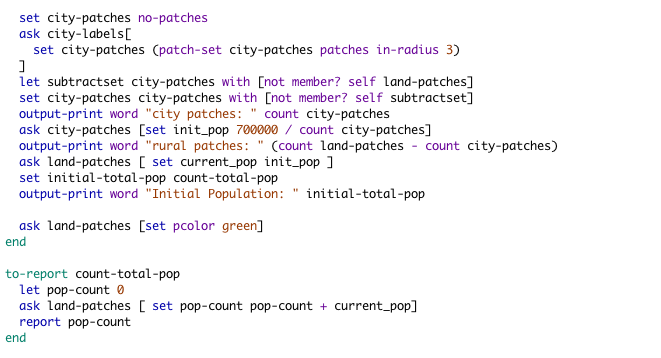 set city-patches no-patches
ask city-labels[
set city-patches (patch-set city-patches patches in-radius 3)
]
let subtractset city-patches with [not member? self land-patches]
set city-patches city-patches with [not member? self subtractset]
output-print word "city patches: " count city-patches
ask city-patches [set init_pop 700000 / count city-patches]
output-print word "rural patches: " (count land-patches - count city-patches)
ask land-patches [ set current_pop init_pop ]
set initial-total-pop count-total-pop
output-print word "Initial Population: " initial-total-pop
ask land-patches [set pcolor green]
end
to-report count-total-pop
let pop-count 0
ask land-patches [ set pop-count pop-count + current_pop]
report pop-count
end